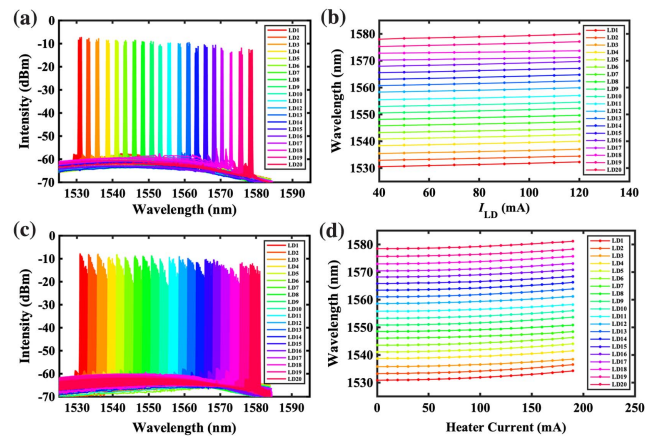 (a)
0
-10
-20
-30
-40
-50
-60
-70
Intensity (dBm)
1530 1540 1550 1560 1570 1580 1590
Wavelength (nm)
LD1
LD2
LD3
LD4
LD5
LD6
LD7
LD8
LD9
LD10
LD11
LD12
LD13
LD14
LD15
LD16
LD17
LD18
LD19
LD20
(b)
1580
1570
1560
1550
1540
1530
Wavelength (nm)
40 60 80 100 120 140
I LD (mA)
LD1
LD2
LD3
LD4
LD5
LD6
LD7
LD8
LD9
LD10
LD11
LD12
LD13
LD14
LD15
LD16
LD17
LD18
LD19
LD20
(c)
0
-10
-20
-30
-40
-50
-60
-70
Intensity (dBm)
1530 1540 1550 1560 1570 1580 1590
Wavelength (nm)
LD1
LD2
LD3
LD4
LD5
LD6
LD7
LD8
LD9
LD10
LD11
LD12
LD13
LD14
LD15
LD16
LD17
LD18
LD19
LD20
(d)
1580
1570
1560
1550
1540
1530
Wavelength (nm)
0 50 100 150 200 250
Heater Current (mA)
LD1
LD2
LD3
LD4
LD5
LD6
LD7
LD8
LD9
LD10
LD11
LD12
LD13
LD14
LD15
LD16
LD17
LD18
LD19
LD20